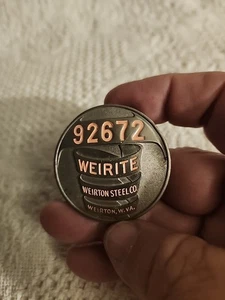 92672
WEIRITE
WEIRTON STEEL CO.
WEIRTON, W.VA.